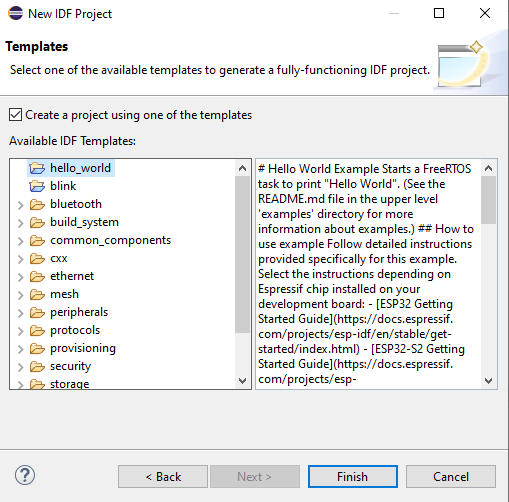 New IDF Project
Templates
Select one of the available templates to generate a fully-functioning IDF project.
Create a project using one of the templates
Available IDF Templates:
hello_world
blink
bluetooth
build_system
common_components
cxx
ethernet
mesh
peripherals
protocols
provisioning
security
storage
# Hello World Example Starts a FreeRTOS
task to print "Hello World". (See the
README.md file in the upper level
'examples' directory for more
information about examples.) ## How to
use example Follow detailed instructions
provided specifically for this example.
Select the instructions depending on
Espressif chip installed on your
development board: - [ESP32 Getting
Started Guide](https://docs.espressif.
com/projects/esp-idf/en/stable/get-
started/index.html) - [ESP32-S2 Getting
Started Guide](https://docs.espressif.
com/projects/esp-
?
< Back
Next >
Finish
Cancel